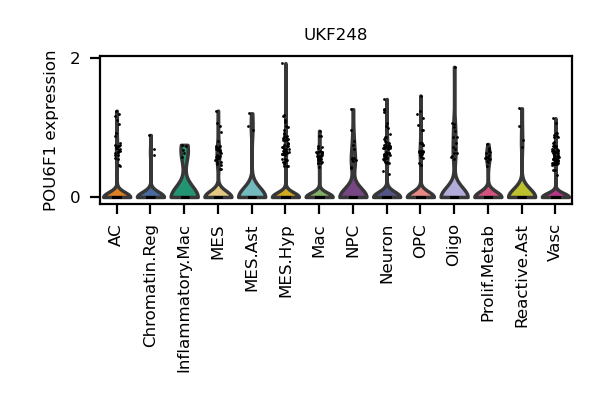 UKF248
POU6F1 expression
2
0
AC
Chromatin.Reg
Inflammatory.Mac
MES
MES.Ast
MES.Hyp
Mac
NPC
Neuron
OPC
Oligo
Prolif.Metab
Reactive.Ast
Vasc